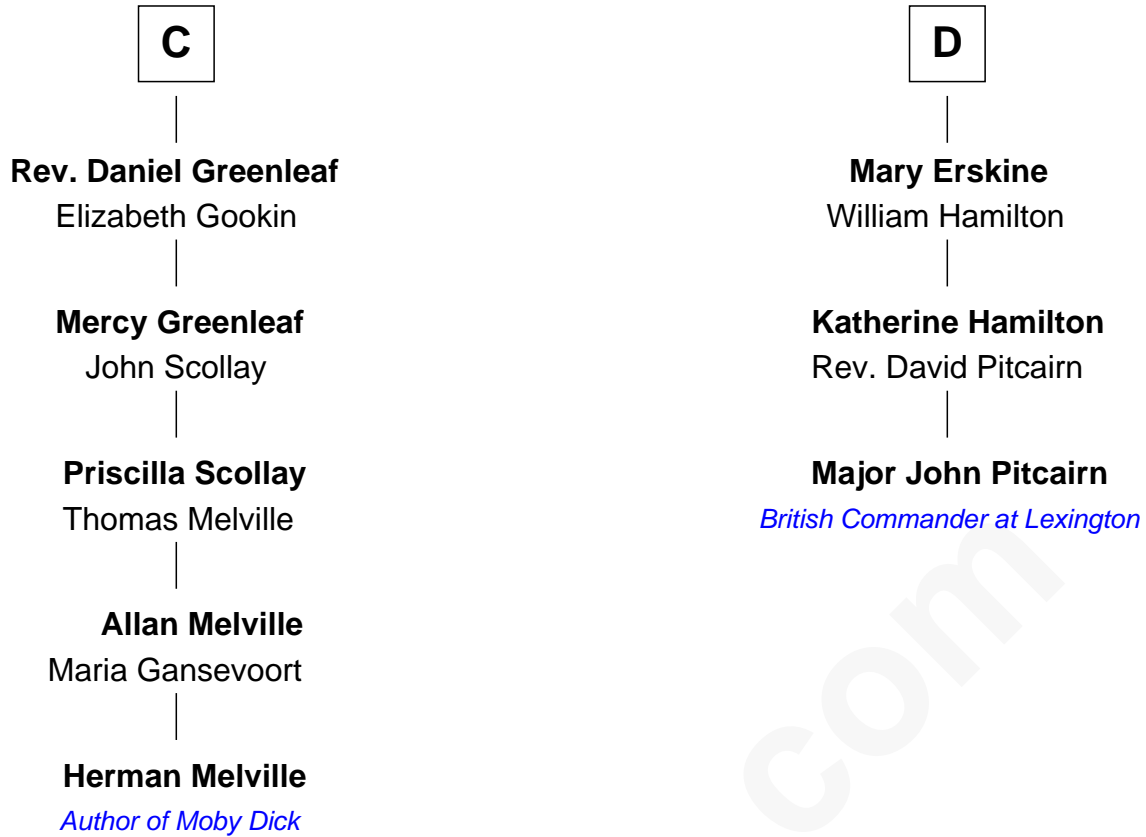 C
Rev. Daniel Greenleaf
Elizabeth Gookin
Mercy Greenleaf
John Scollay
Priscilla Scollay
Thomas Melville
Allan Melville
Maria Gansevoort
Herman Melville
Author of Moby Dick
D
Mary Erskine
William Hamilton
Katherine Hamilton
Rev. David Pitcairn
Major John Pitcairn
British Commander at Lexington
com